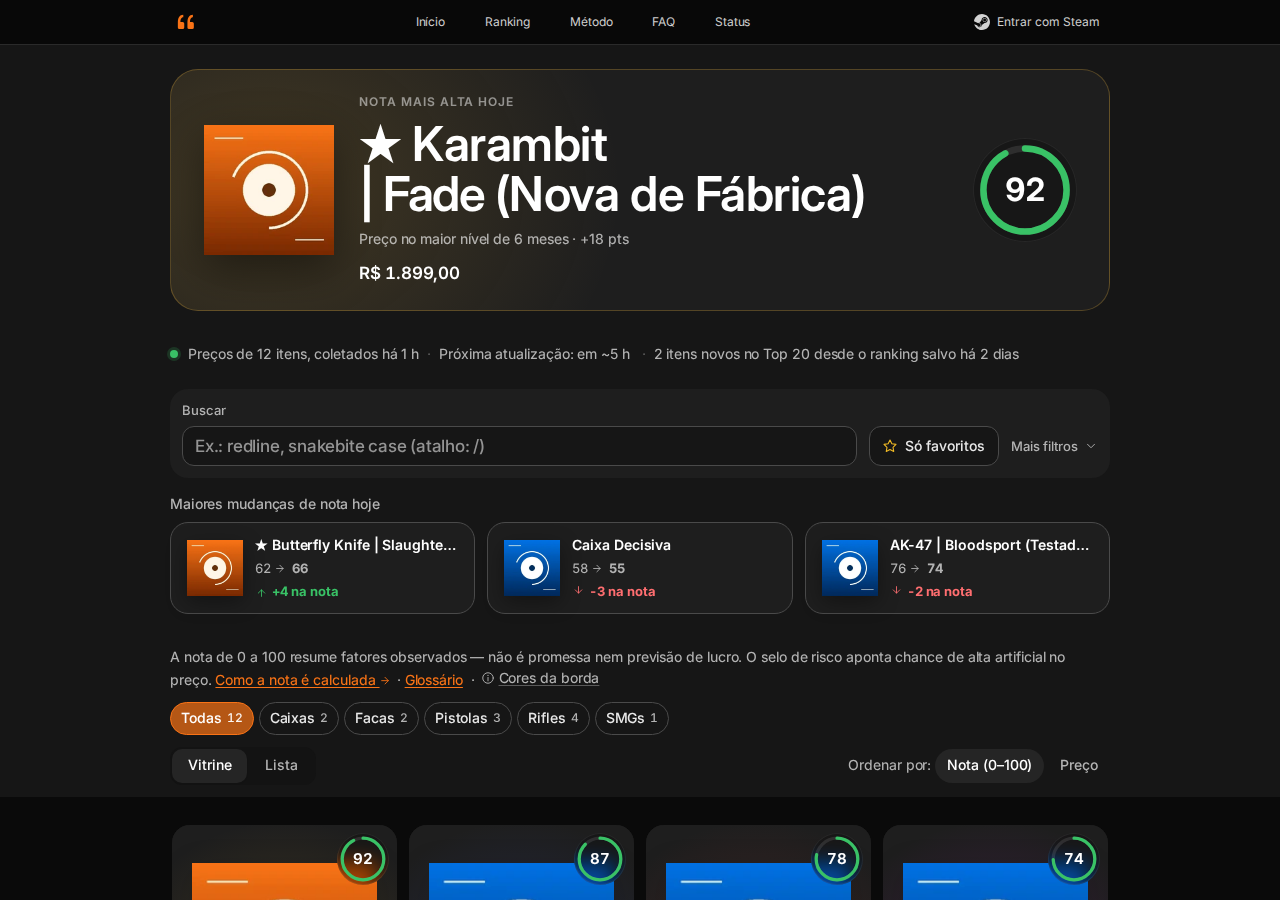 Início Ranking Método FAQ Status Entrar com Steam
NOTA MAIS ALTA HOJE
★ Karambit
| Fade (Nova de Fábrica)
Preço no maior nível de 6 meses · +18 pts
R$ 1.899,00
92
Preços de 12 itens, coletados há 1 h · Próxima atualização: em ~5 h · 2 itens novos no Top 20 desde o ranking salvo há 2 dias
Buscar
Ex.: redline, snakebite case (atalho: /)
Só favoritos
Mais filtros
Maiores mudanças de nota hoje
★ Butterfly Knife | Slaughte...
62 → 66
↑ +4 na nota
Caixa Decisiva
58 → 55
↓ -3 na nota
AK-47 | Bloodsport (Testad...
76 → 74
↓ -2 na nota
A nota de 0 a 100 resume fatores observados — não é promessa nem previsão de lucro. O selo de risco aponta chance de alta artificial no
preço. Como a nota é calculada → · Glossário · ⓘ Cores da borda
Todas 12 Caixas 2 Facas 2 Pistolas 3 Rifles 4 SMGs 1
Vitrine Lista Ordenar por: Nota (0–100) Preço
92 87 78 74